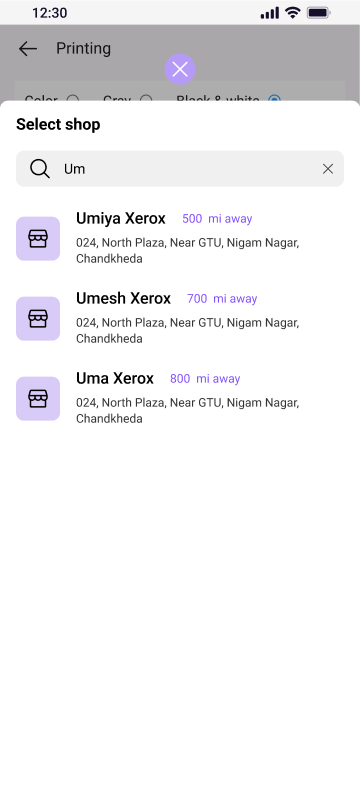 12:30
Printing
Color Gray Black & white
Select shop
Um
Umiya Xerox 500 mi away
024, North Plaza, Near GTU, Nigam Nagar,
Chandkheda
Umesh Xerox 700 mi away
024, North Plaza, Near GTU, Nigam Nagar,
Chandkheda
Uma Xerox 800 mi away
024, North Plaza, Near GTU, Nigam Nagar,
Chandkheda